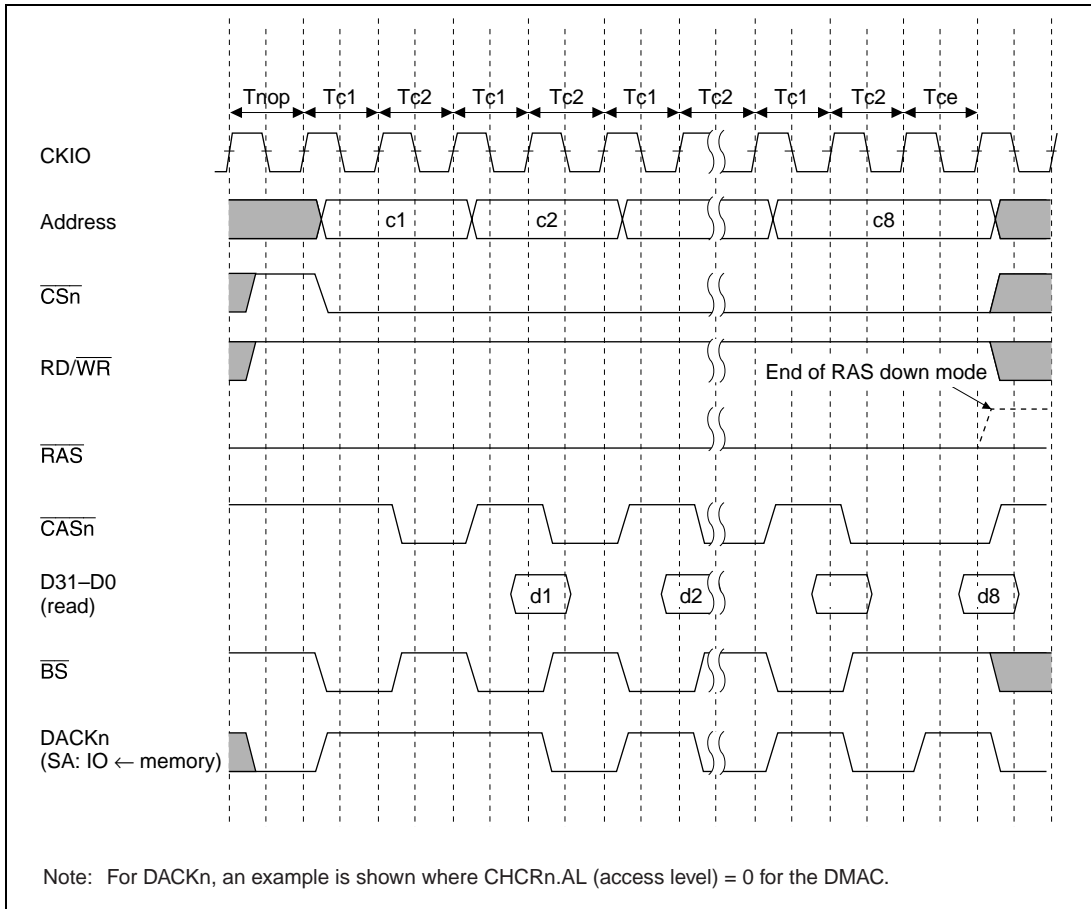 Tnop Tc1 Tc2 Tc1 Tc2 Tc1 Tc2 Tc1 Tc2 Tce
CKIO
Address c1 c2 c8
CSn
RD/WR
End of RAS down mode
RAS
CASn
D31–D0
(read) d1 d2 d8
BS
DACKn
(SA: IO ← memory)
Note: For DACKn, an example is shown where CHCRn.AL (access level) = 0 for the DMAC.